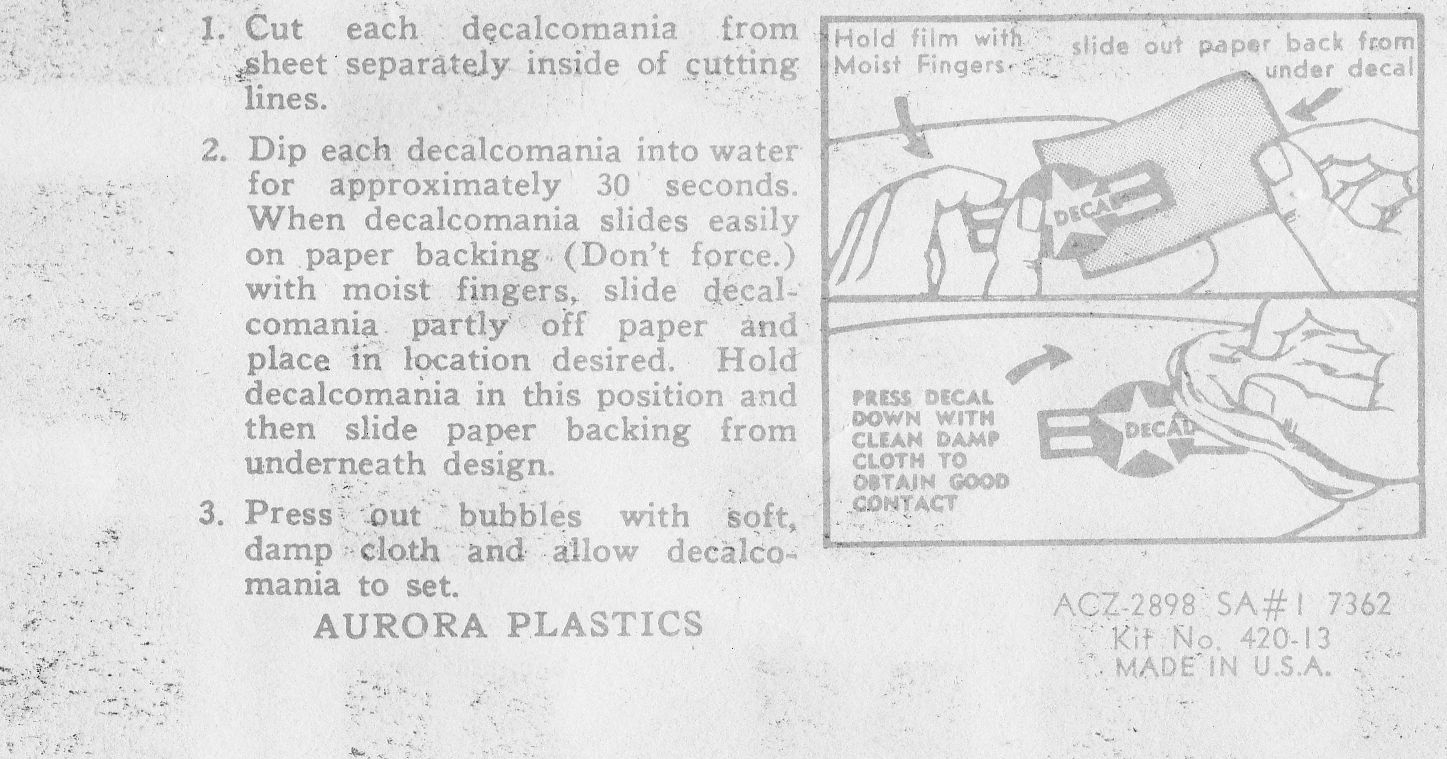 1. Cut each decalcomania from
sheet separately inside of cutting
lines.
2. Dip each decalcomania into water
for approximately 30 seconds.
When decalcomania slides easily
on paper backing (Don't force.)
with moist fingers, slide decal-
comania partly off paper and
place in location desired. Hold
decalcomania in this position and
then slide paper backing from
underneath design.
3. Press out bubbles with soft,
damp cloth and allow decalco-
mania to set.
AURORA PLASTICS
Hold film with
Moist Fingers.
slide out paper back from
under decal
DECAL
PRESS DECAL
DOWN WITH
CLEAN DAMP
CLOTH TO
OBTAIN GOOD
CONTACT
DECAL
ACZ-2898 SA#1 7362
Kit No. 420-13
MADE IN U.S.A.